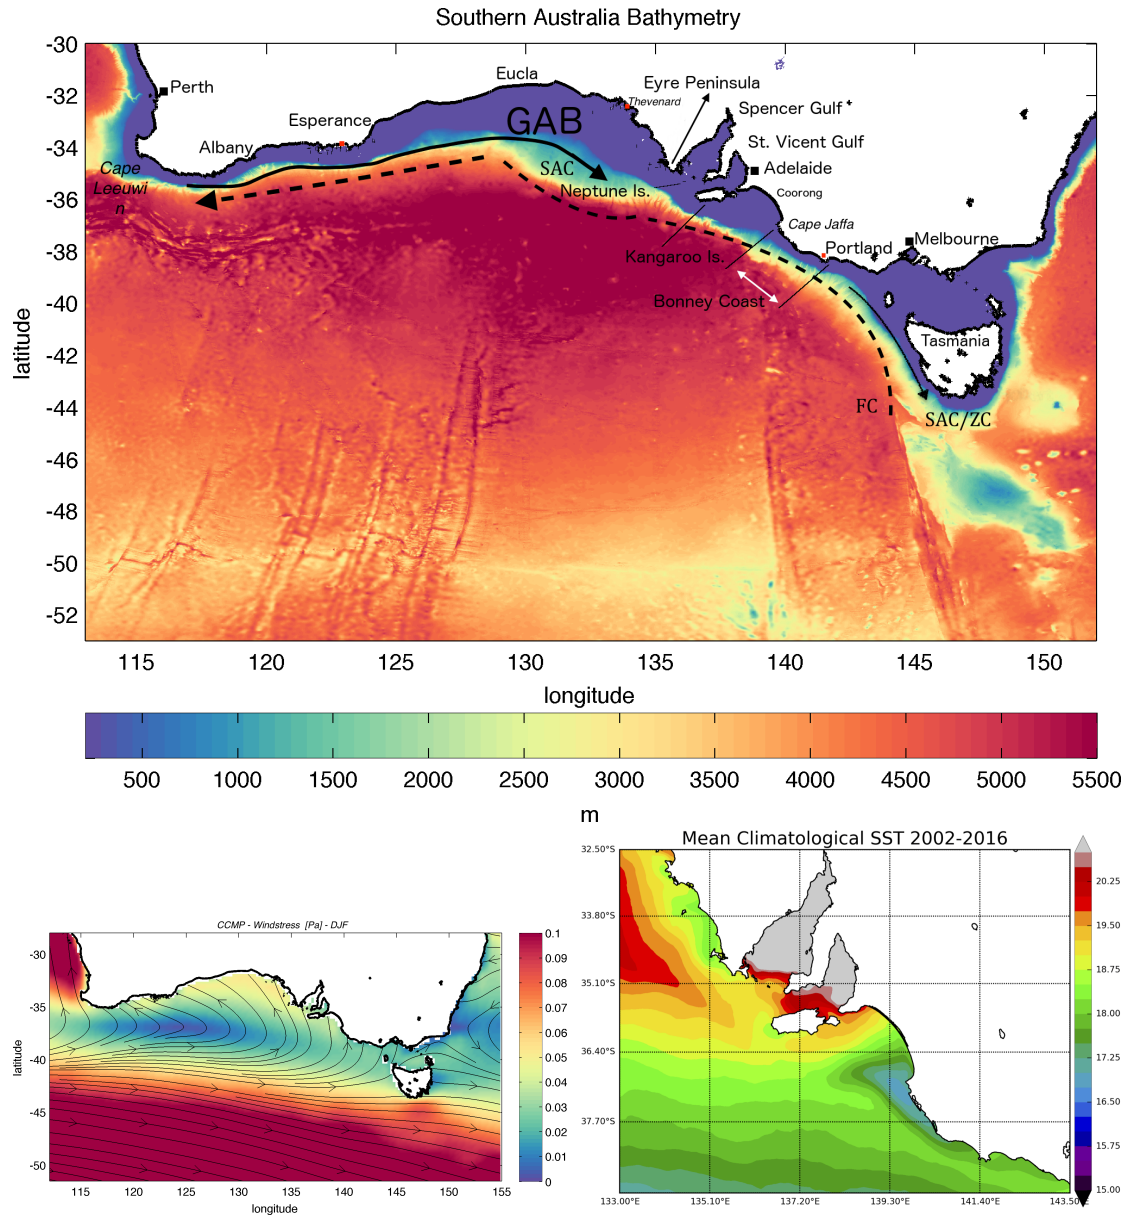 Southern Australia Bathymetry
-30
-32
-34
-36
-38
-40
-42
-44
-46
-48
-50
-52
latitude
Perth
Eucla
Eyre Peninsula
Thevenard
Spencer Gulf
Esperance
GAB
St. Vicent Gulf
Albany
SAC
Adelaide
Cape
Leeuwi
n
Neptune Is.
Coorong
Cape Jaffa
Kangaroo Is.
Portland
Melbourne
Bonney Coast
Tasmania
FC
SAC/ZC
115 120 125 130 135 140 145 150
longitude
500 1000 1500 2000 2500 3000 3500 4000 4500 5000 5500
m
CCMP - Windstress [Pa] - DJF
-30
-35
-40
-45
-50
latitude
115 120 125 130 135 140 145 150 155
longitude
0.1
0.09
0.08
0.07
0.06
0.05
0.04
0.03
0.02
0.01
0
Mean Climatological SST 2002-2016
32.50°S
33.80°S
35.10°S
36.40°S
37.70°S
133.00°E 135.10°E 137.20°E 139.30°E 141.40°E 143.50
20.25
19.50
18.75
18.00
17.25
16.50
15.75
15.00